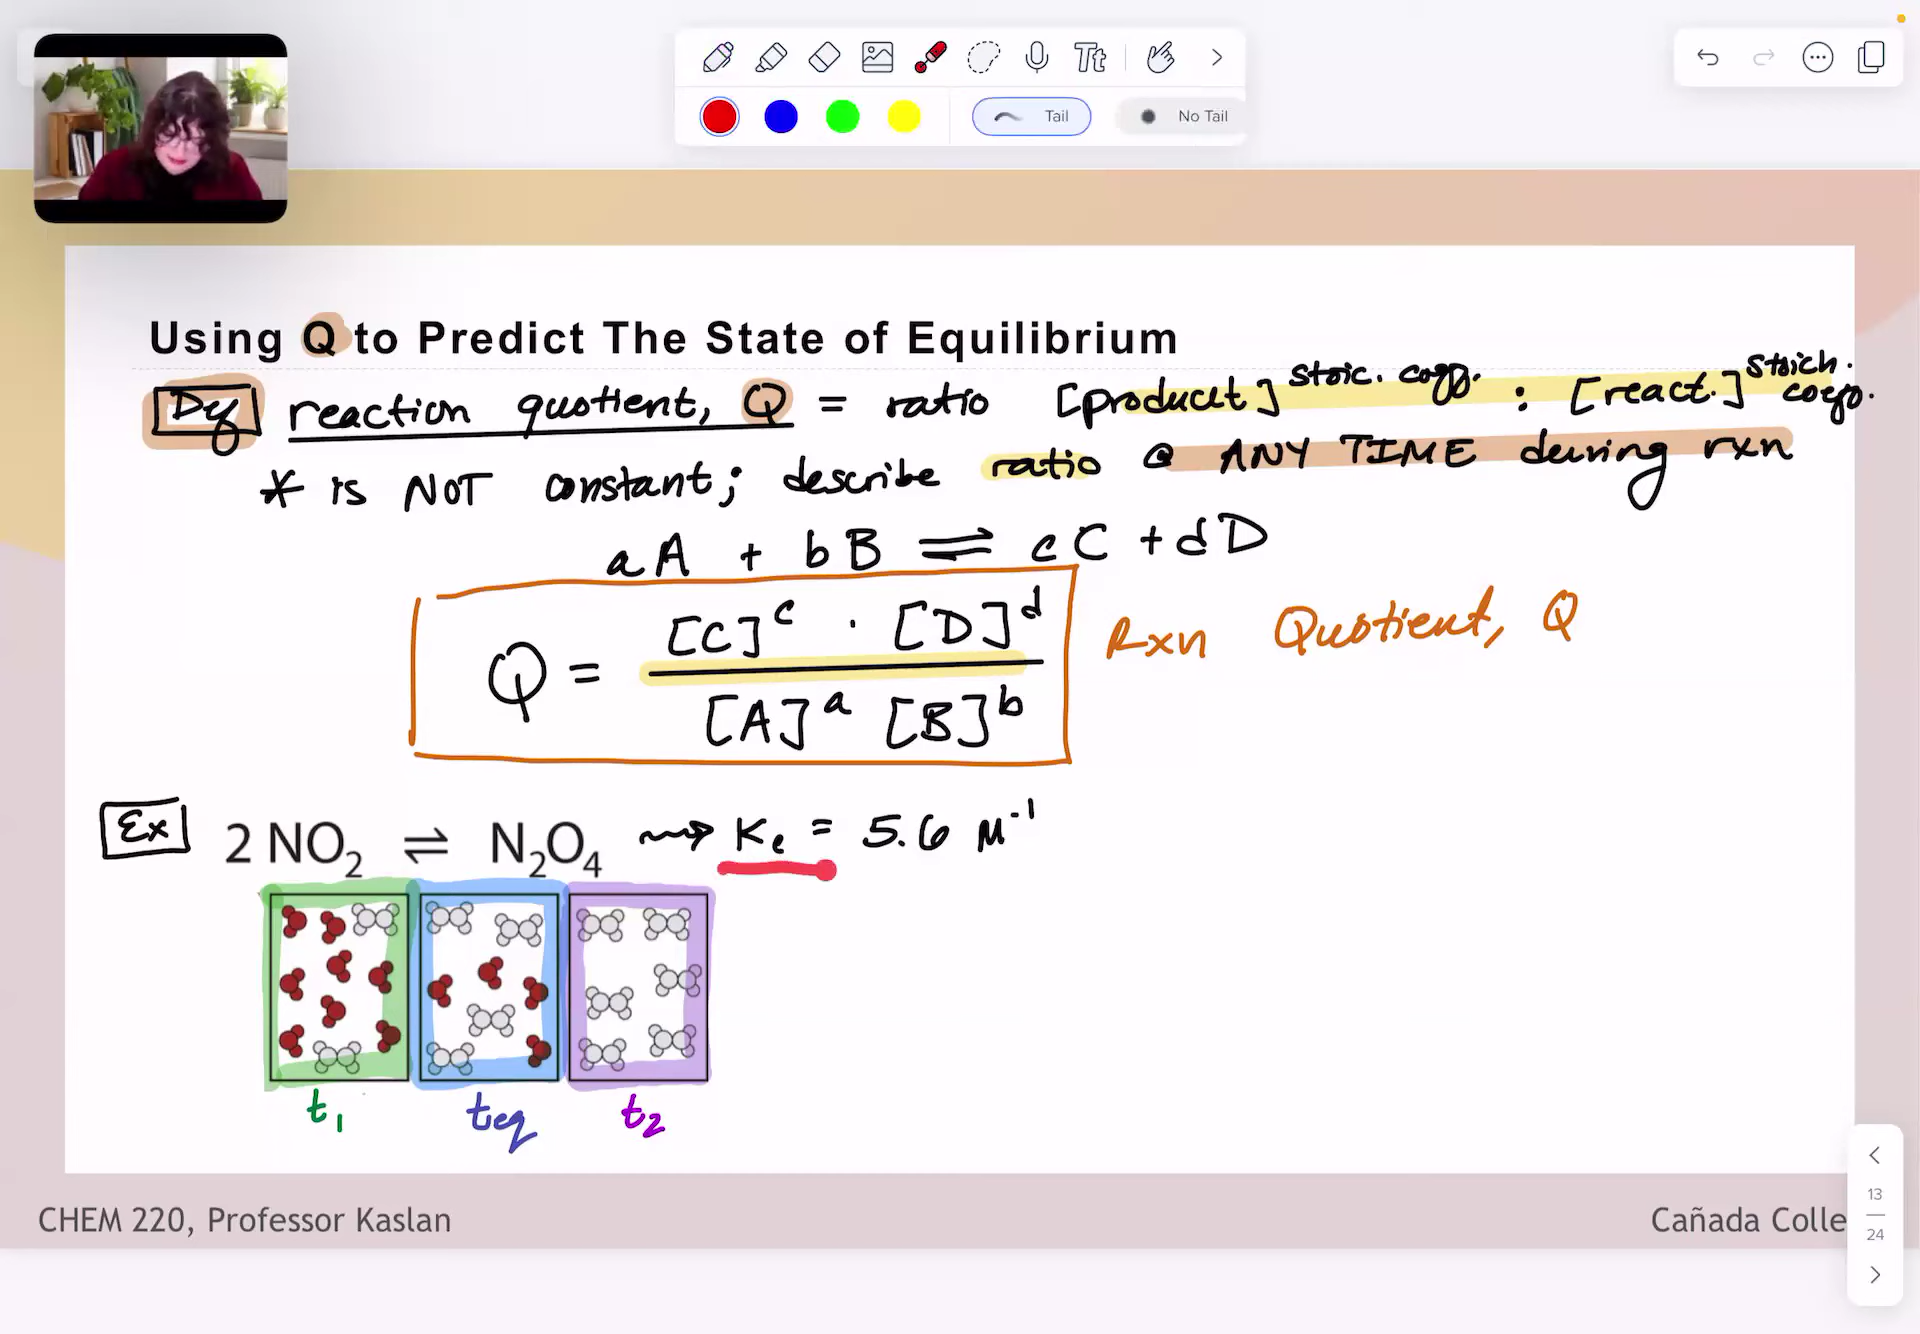 Tt
Tail
No Tail
Using Q to Predict The State of Equilibrium
Def reaction quotient, Q = ratio [product]^stoic. coeff. : [react.]^stoich. coeff.
* is NOT constant; describe ratio @ ANY TIME during rxn
aA + bB ⇌ cC + dD
Q = [C]^c · [D]^d / [A]^a [B]^b
Rxn Quotient, Q
Ex 2 NO₂ ⇌ N₂O₄ ⇝ Kc = 5.6 M⁻¹
t₁ teq t₂
CHEM 220, Professor Kaslan
Cañada Colle
13
24